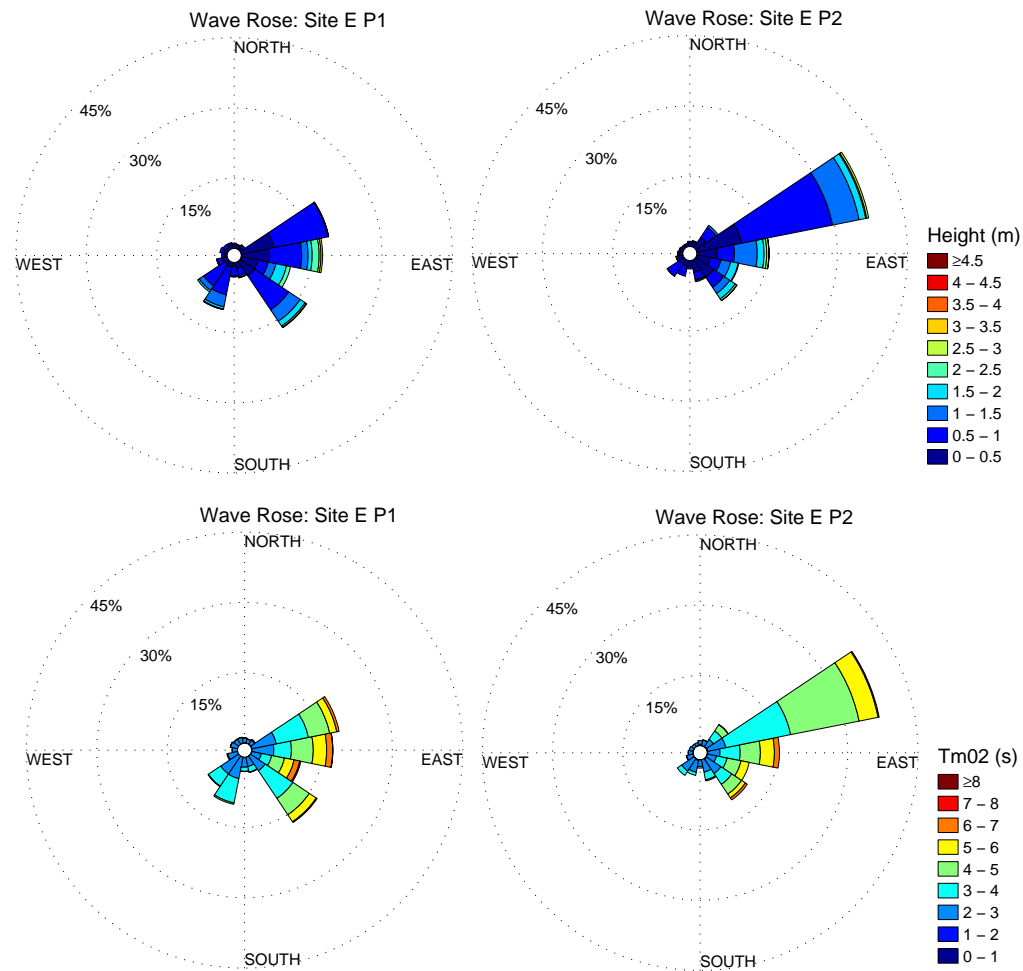 Wave Rose: Site E P1
NORTH
45%
30%
15%
WEST
EAST
SOUTH
Wave Rose: Site E P2
NORTH
45%
30%
15%
WEST
EAST
SOUTH
Height (m)
≥4.5
4 − 4.5
3.5 − 4
3 − 3.5
2.5 − 3
2 − 2.5
1.5 − 2
1 − 1.5
0.5 − 1
0 − 0.5
Wave Rose: Site E P1
NORTH
45%
30%
15%
WEST
EAST
SOUTH
Wave Rose: Site E P2
NORTH
45%
30%
15%
WEST
EAST
SOUTH
Tm02 (s)
≥8
7 − 8
6 − 7
5 − 6
4 − 5
3 − 4
2 − 3
1 − 2
0 − 1